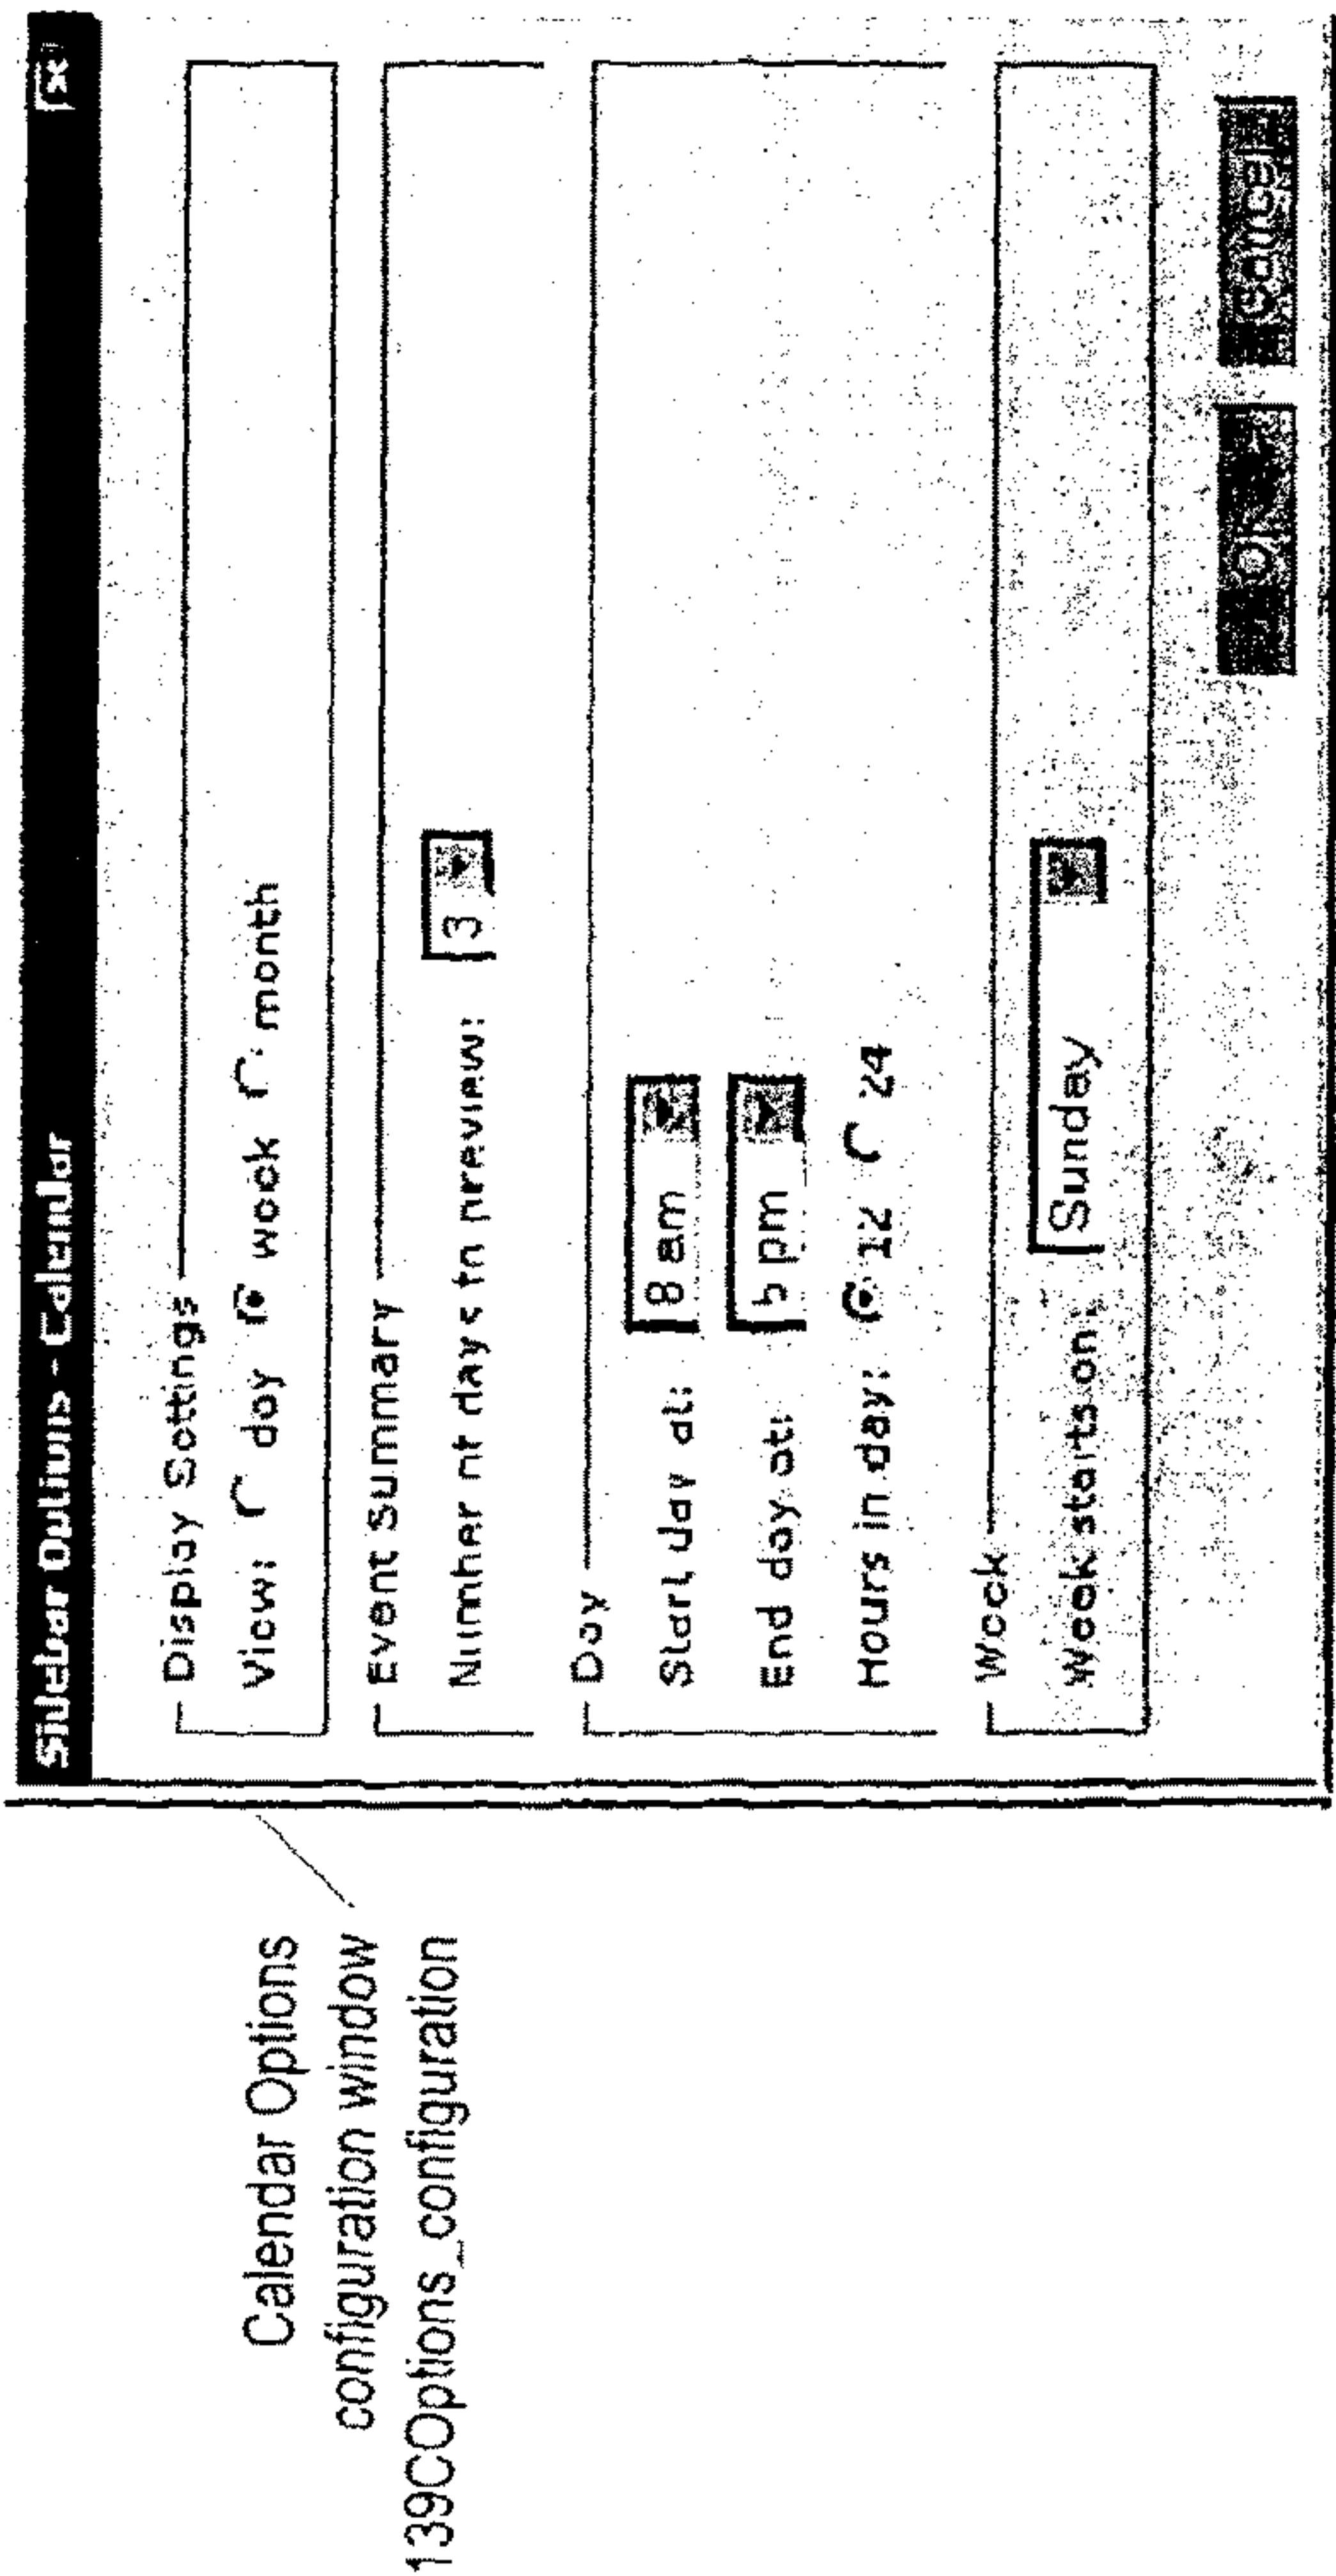 Sidebar Options - Calendar
Display Settings
View: day week month
Event Summary
Number of days to preview: 3
Day
Start day at: 8 am
End day at: 5 pm
Hours in day: 12 24
Week
Week starts on: Sunday
OK Cancel
Calendar Options
configuration window
139COptions_configuration